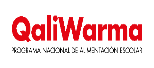 QaliWarma
PROGRAMA NACIONAL DE ALIMENTACIÓN ESCOLAR